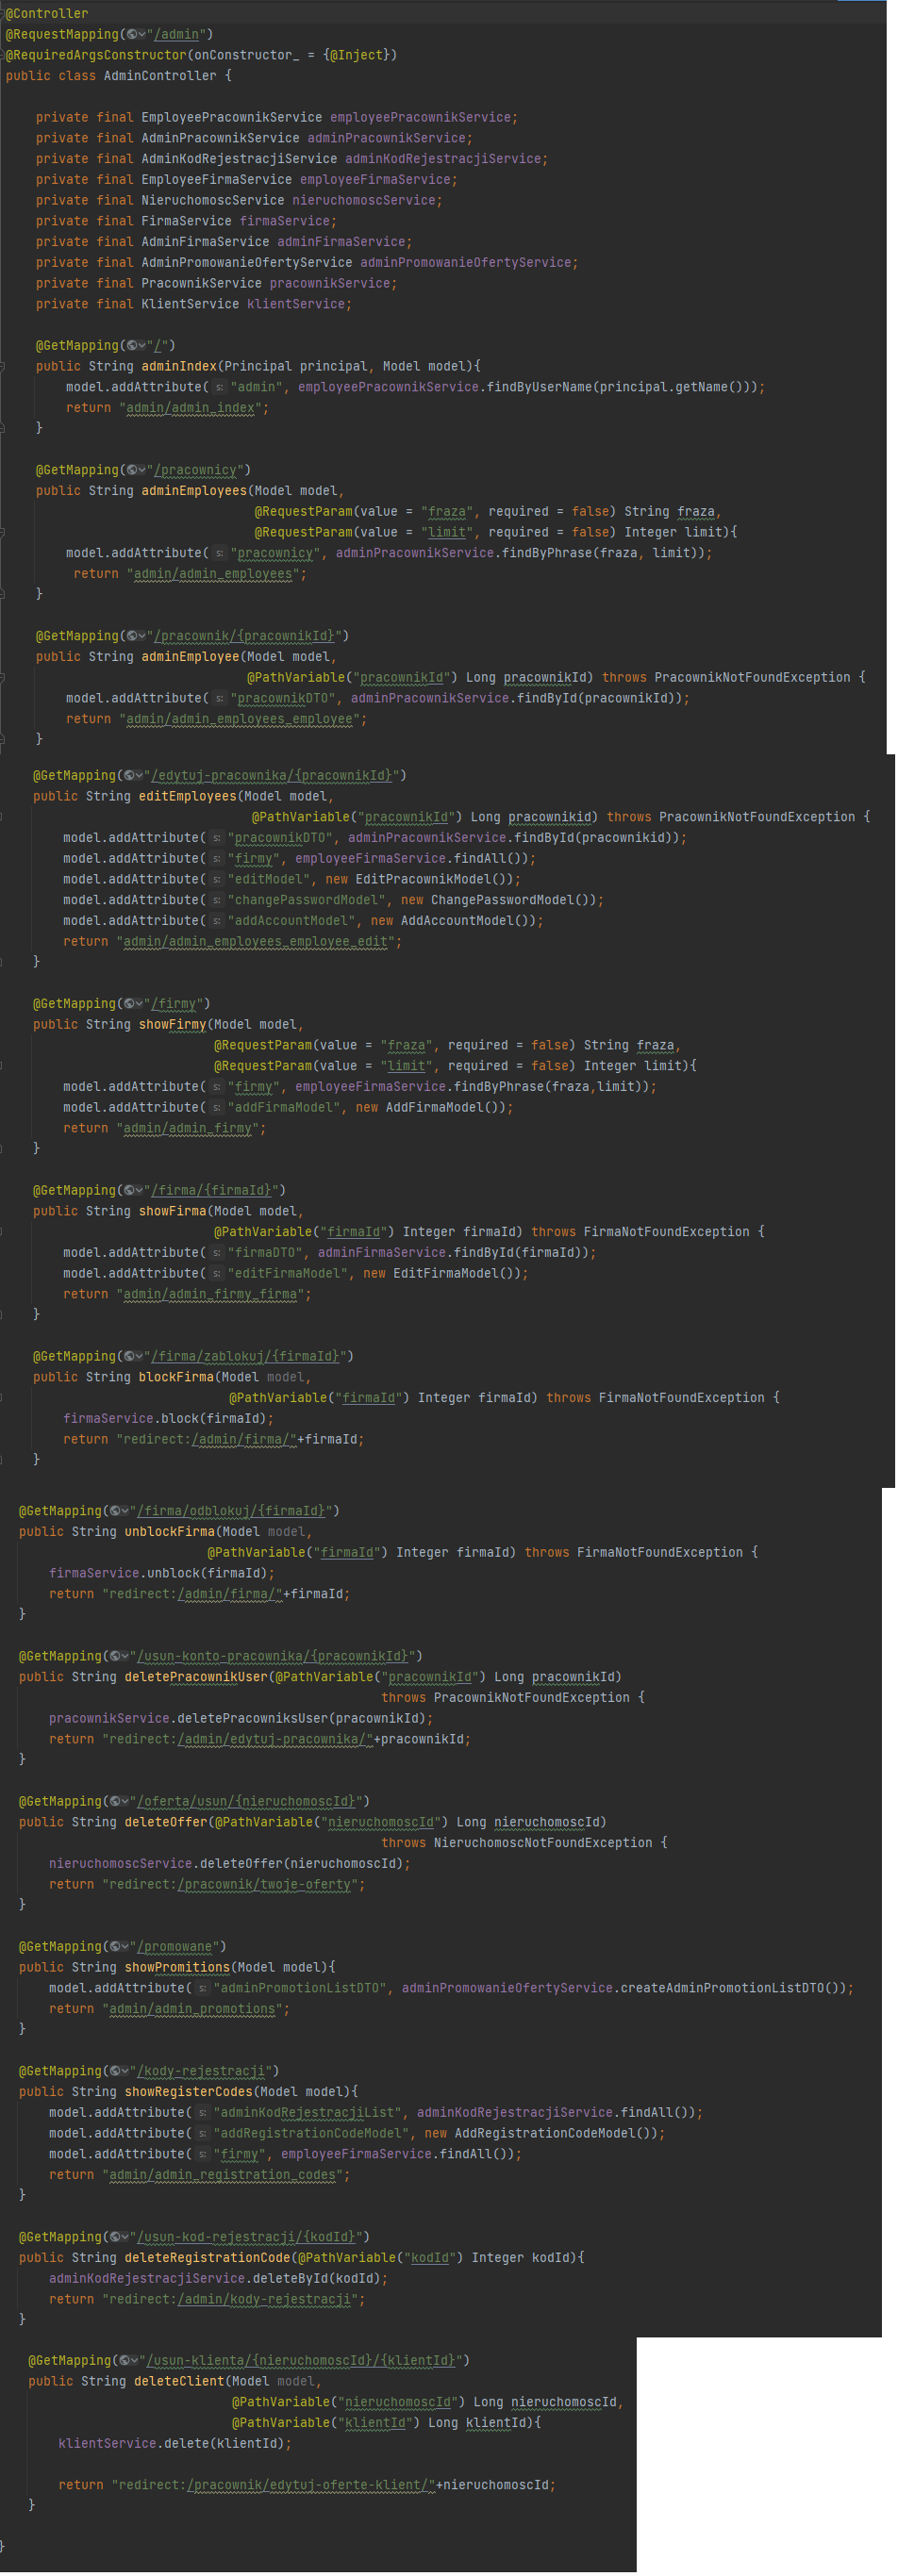 @Controller
@RequestMapping("/admin")
@RequiredArgsConstructor(onConstructor_ = {@Inject})
public class AdminController {
private final EmployeePracownikService employeePracownikService;
private final AdminPracownikService adminPracownikService;
private final AdminKodRejestracjiService adminKodRejestracjiService;
private final EmployeeFirmaService employeeFirmaService;
private final NieruchomoscService nieruchomoscService;
private final FirmaService firmaService;
private final AdminFirmaService adminFirmaService;
private final AdminPromowanieOfertyService adminPromowanieOfertyService;
private final PracownikService pracownikService;
private final KlientService klientService;
@GetMapping("/")
public String adminIndex(Principal principal, Model model){
model.addAttribute( s: "admin", employeePracownikService.findByUserName(principal.getName()));
return "admin/admin_index";
}
@GetMapping("/pracownicy")
public String adminEmployees(Model model,
@RequestParam(value = "fraza", required = false) String fraza,
@RequestParam(value = "limit", required = false) Integer limit){
model.addAttribute( s: "pracownicy", adminPracownikService.findByPhrase(fraza, limit));
return "admin/admin_employees";
}
@GetMapping("/pracownik/{pracownikId}")
public String adminEmployee(Model model,
@PathVariable("pracownikId") Long pracownikId) throws PracownikNotFoundException {
model.addAttribute( s: "pracownikDTO", adminPracownikService.findById(pracownikId));
return "admin/admin_employees_employee";
}
@GetMapping("/edytuj-pracownika/{pracownikId}")
public String editEmployees(Model model,
@PathVariable("pracownikId") Long pracownikid) throws PracownikNotFoundException {
model.addAttribute( s: "pracownikDTO", adminPracownikService.findById(pracownikid));
model.addAttribute( s: "firmy", employeeFirmaService.findAll());
model.addAttribute( s: "editModel", new EditPracownikModel());
model.addAttribute( s: "changePasswordModel", new ChangePasswordModel());
model.addAttribute( s: "addAccountModel", new AddAccountModel());
return "admin/admin_employees_employee_edit";
}
@GetMapping("/firmy")
public String showFirmy(Model model,
@RequestParam(value = "fraza", required = false) String fraza,
@RequestParam(value = "limit", required = false) Integer limit){
model.addAttribute( s: "firmy", employeeFirmaService.findByPhrase(fraza,limit));
model.addAttribute( s: "addFirmaModel", new AddFirmaModel());
return "admin/admin_firmy";
}
@GetMapping("/firma/{firmaId}")
public String showFirma(Model model,
@PathVariable("firmaId") Integer firmaId) throws FirmaNotFoundException {
model.addAttribute( s: "firmaDTO", adminFirmaService.findById(firmaId));
model.addAttribute( s: "editFirmaModel", new EditFirmaModel());
return "admin/admin_firmy_firma";
}
@GetMapping("/firma/zablokuj/{firmaId}")
public String blockFirma(Model model,
@PathVariable("firmaId") Integer firmaId) throws FirmaNotFoundException {
firmaService.block(firmaId);
return "redirect:/admin/firma/"+firmaId;
}
@GetMapping("/firma/odblokuj/{firmaId}")
public String unblockFirma(Model model,
@PathVariable("firmaId") Integer firmaId) throws FirmaNotFoundException {
firmaService.unblock(firmaId);
return "redirect:/admin/firma/"+firmaId;
}
@GetMapping("/usun-konto-pracownika/{pracownikId}")
public String deletePracownikUser(@PathVariable("pracownikId") Long pracownikId)
throws PracownikNotFoundException {
pracownikService.deletePracowniksUser(pracownikId);
return "redirect:/admin/edytuj-pracownika/"+pracownikId;
}
@GetMapping("/oferta/usun/{nieruchomoscId}")
public String deleteOffer(@PathVariable("nieruchomoscId") Long nieruchomoscId)
throws NieruchomoscNotFoundException {
nieruchomoscService.deleteOffer(nieruchomoscId);
return "redirect:/pracownik/twoje-oferty";
}
@GetMapping("/promowane")
public String showPromitions(Model model){
model.addAttribute( s: "adminPromotionListDTO", adminPromowanieOfertyService.createAdminPromotionListDTO());
return "admin/admin_promotions";
}
@GetMapping("/kody-rejestracji")
public String showRegisterCodes(Model model){
model.addAttribute( s: "adminKodRejestracjiList", adminKodRejestracjiService.findAll());
model.addAttribute( s: "addRegistrationCodeModel", new AddRegistrationCodeModel());
model.addAttribute( s: "firmy", employeeFirmaService.findAll());
return "admin/admin_registration_codes";
}
@GetMapping("/usun-kod-rejestracji/{kodId}")
public String deleteRegistrationCode(@PathVariable("kodId") Integer kodId){
adminKodRejestracjiService.deleteById(kodId);
return "redirect:/admin/kody-rejestracji";
}
@GetMapping("/usun-klienta/{nieruchomoscId}/{klientId}")
public String deleteClient(Model model,
@PathVariable("nieruchomoscId") Long nieruchomoscId,
@PathVariable("klientId") Long klientId){
klientService.delete(klientId);
return "redirect:/pracownik/edytuj-oferte-klient/"+nieruchomoscId;
}
}